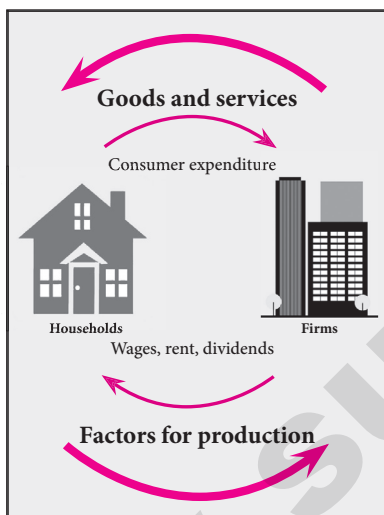 Goods and services
Consumer expenditure
Households
Firms
Wages, rent, dividends
Factors for production